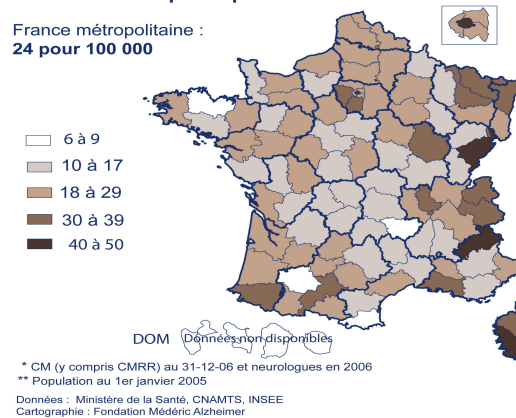 France métropolitaine :
24 pour 100 000
6 à 9
10 à 17
18 à 29
30 à 39
40 à 50
DOM Données non disponibles
* CM (y compris CMRR) au 31-12-06 et neurologues en 2006
** Population au 1er janvier 2005
Données : Ministère de la Santé, CNAMTS, INSEE
Cartographie : Fondation Médéric Alzheimer